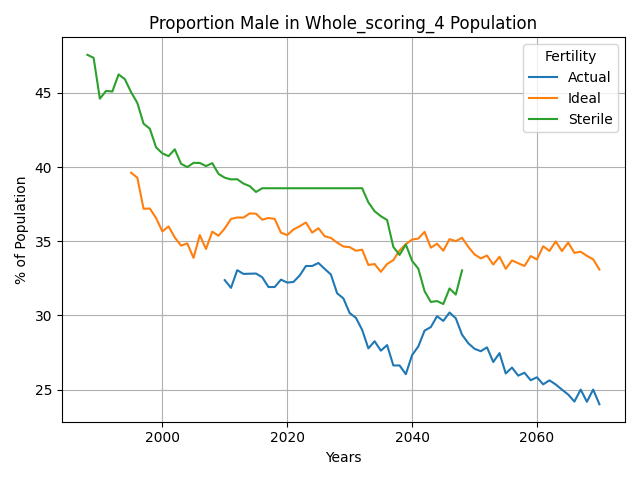 Proportion Male in Whole_scoring_4 Population
Fertility
Actual
Ideal
Sterile
% of Population
45
40
35
30
25
2000
2020
2040
2060
Years